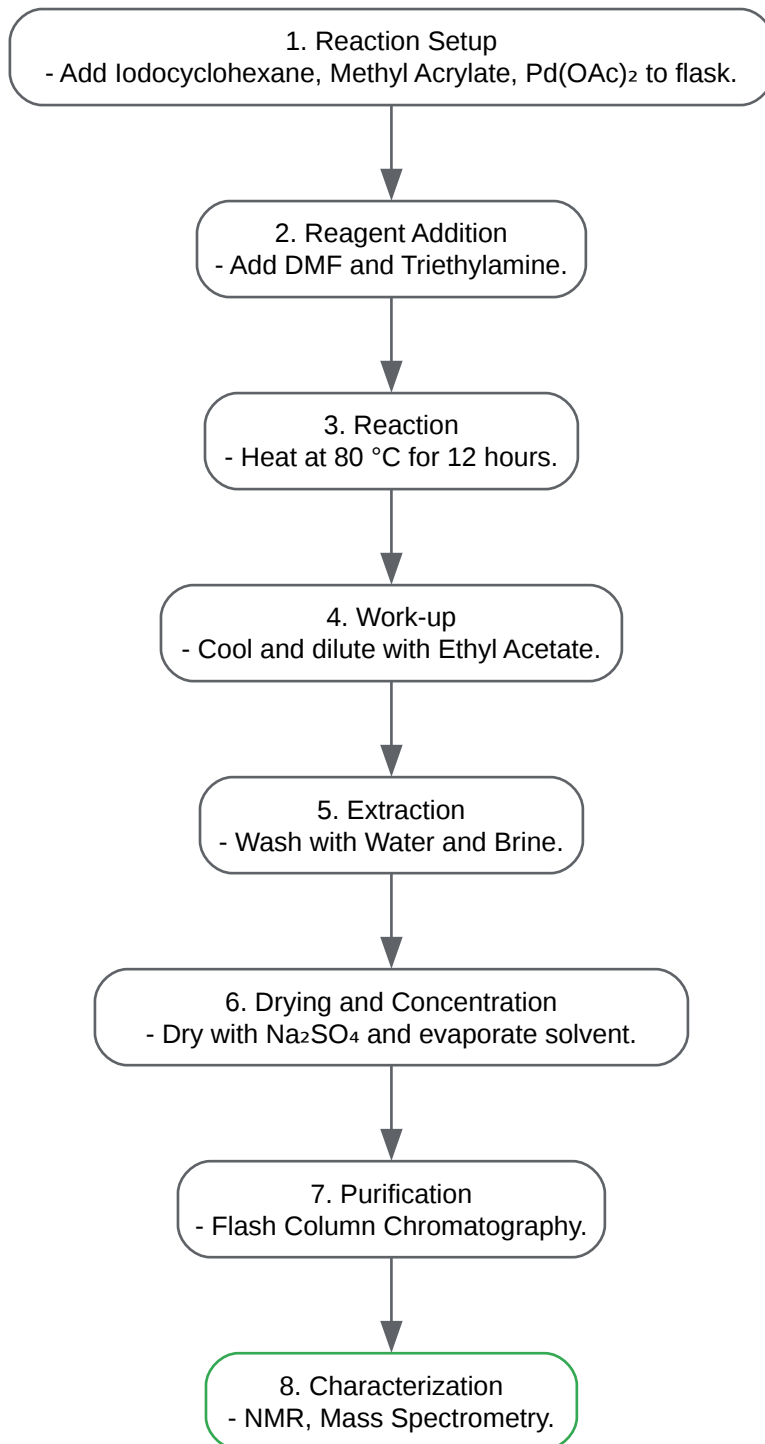 1. Reaction Setup
- Add Iodocyclohexane, Methyl Acrylate, Pd(OAc)₂ to flask.
2. Reagent Addition
- Add DMF and Triethylamine.
3. Reaction
- Heat at 80 °C for 12 hours.
4. Work-up
- Cool and dilute with Ethyl Acetate.
5. Extraction
- Wash with Water and Brine.
6. Drying and Concentration
- Dry with Na₂SO₄ and evaporate solvent.
7. Purification
- Flash Column Chromatography.
8. Characterization
- NMR, Mass Spectrometry.